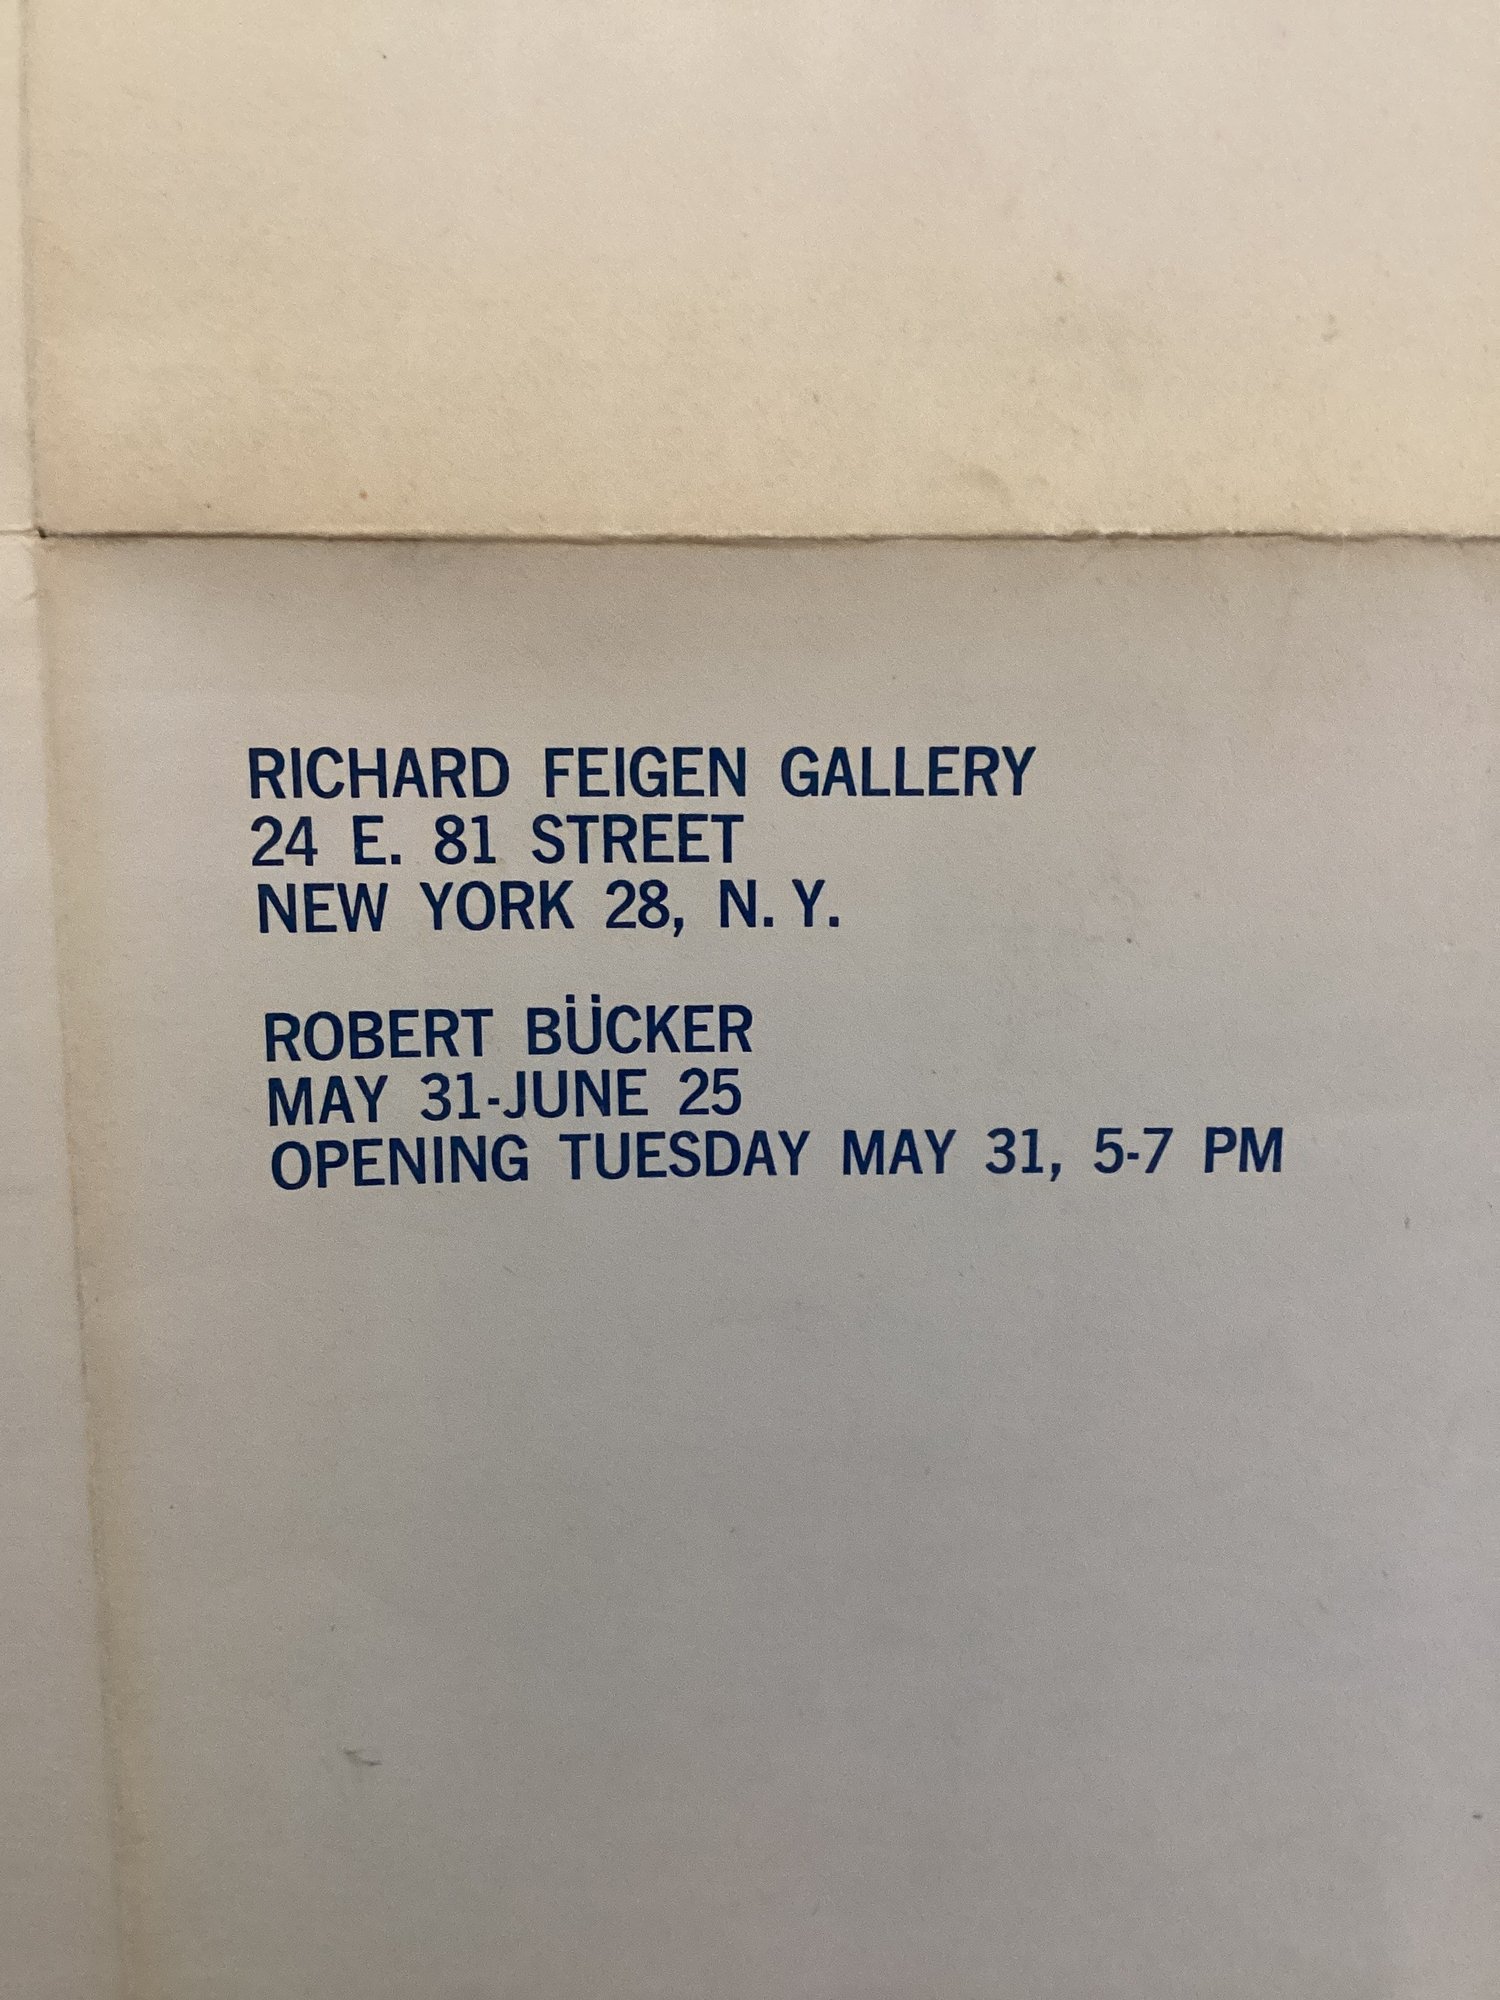 RICHARD FEIGEN GALLERY
24 E. 81 STREET
NEW YORK 28, N. Y.
ROBERT BÜCKER
MAY 31-JUNE 25
OPENING TUESDAY MAY 31, 5-7 PM